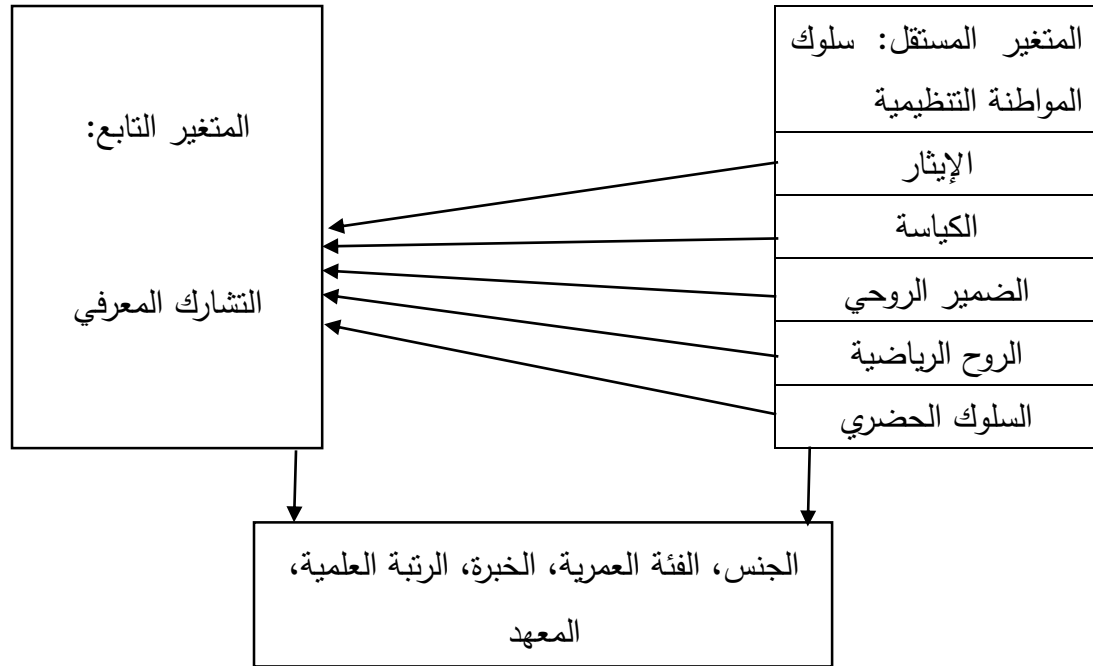 المتغير المستقل: سلوك
المواطنة التنظيمية
الإيثار
الكياسة
الضمير الروحي
الروح الرياضية
السلوك الحضري
المتغير التابع:
التشارك المعرفي
الجنس، الفئة العمرية، الخبرة، الرتبة العلمية،
المعهد